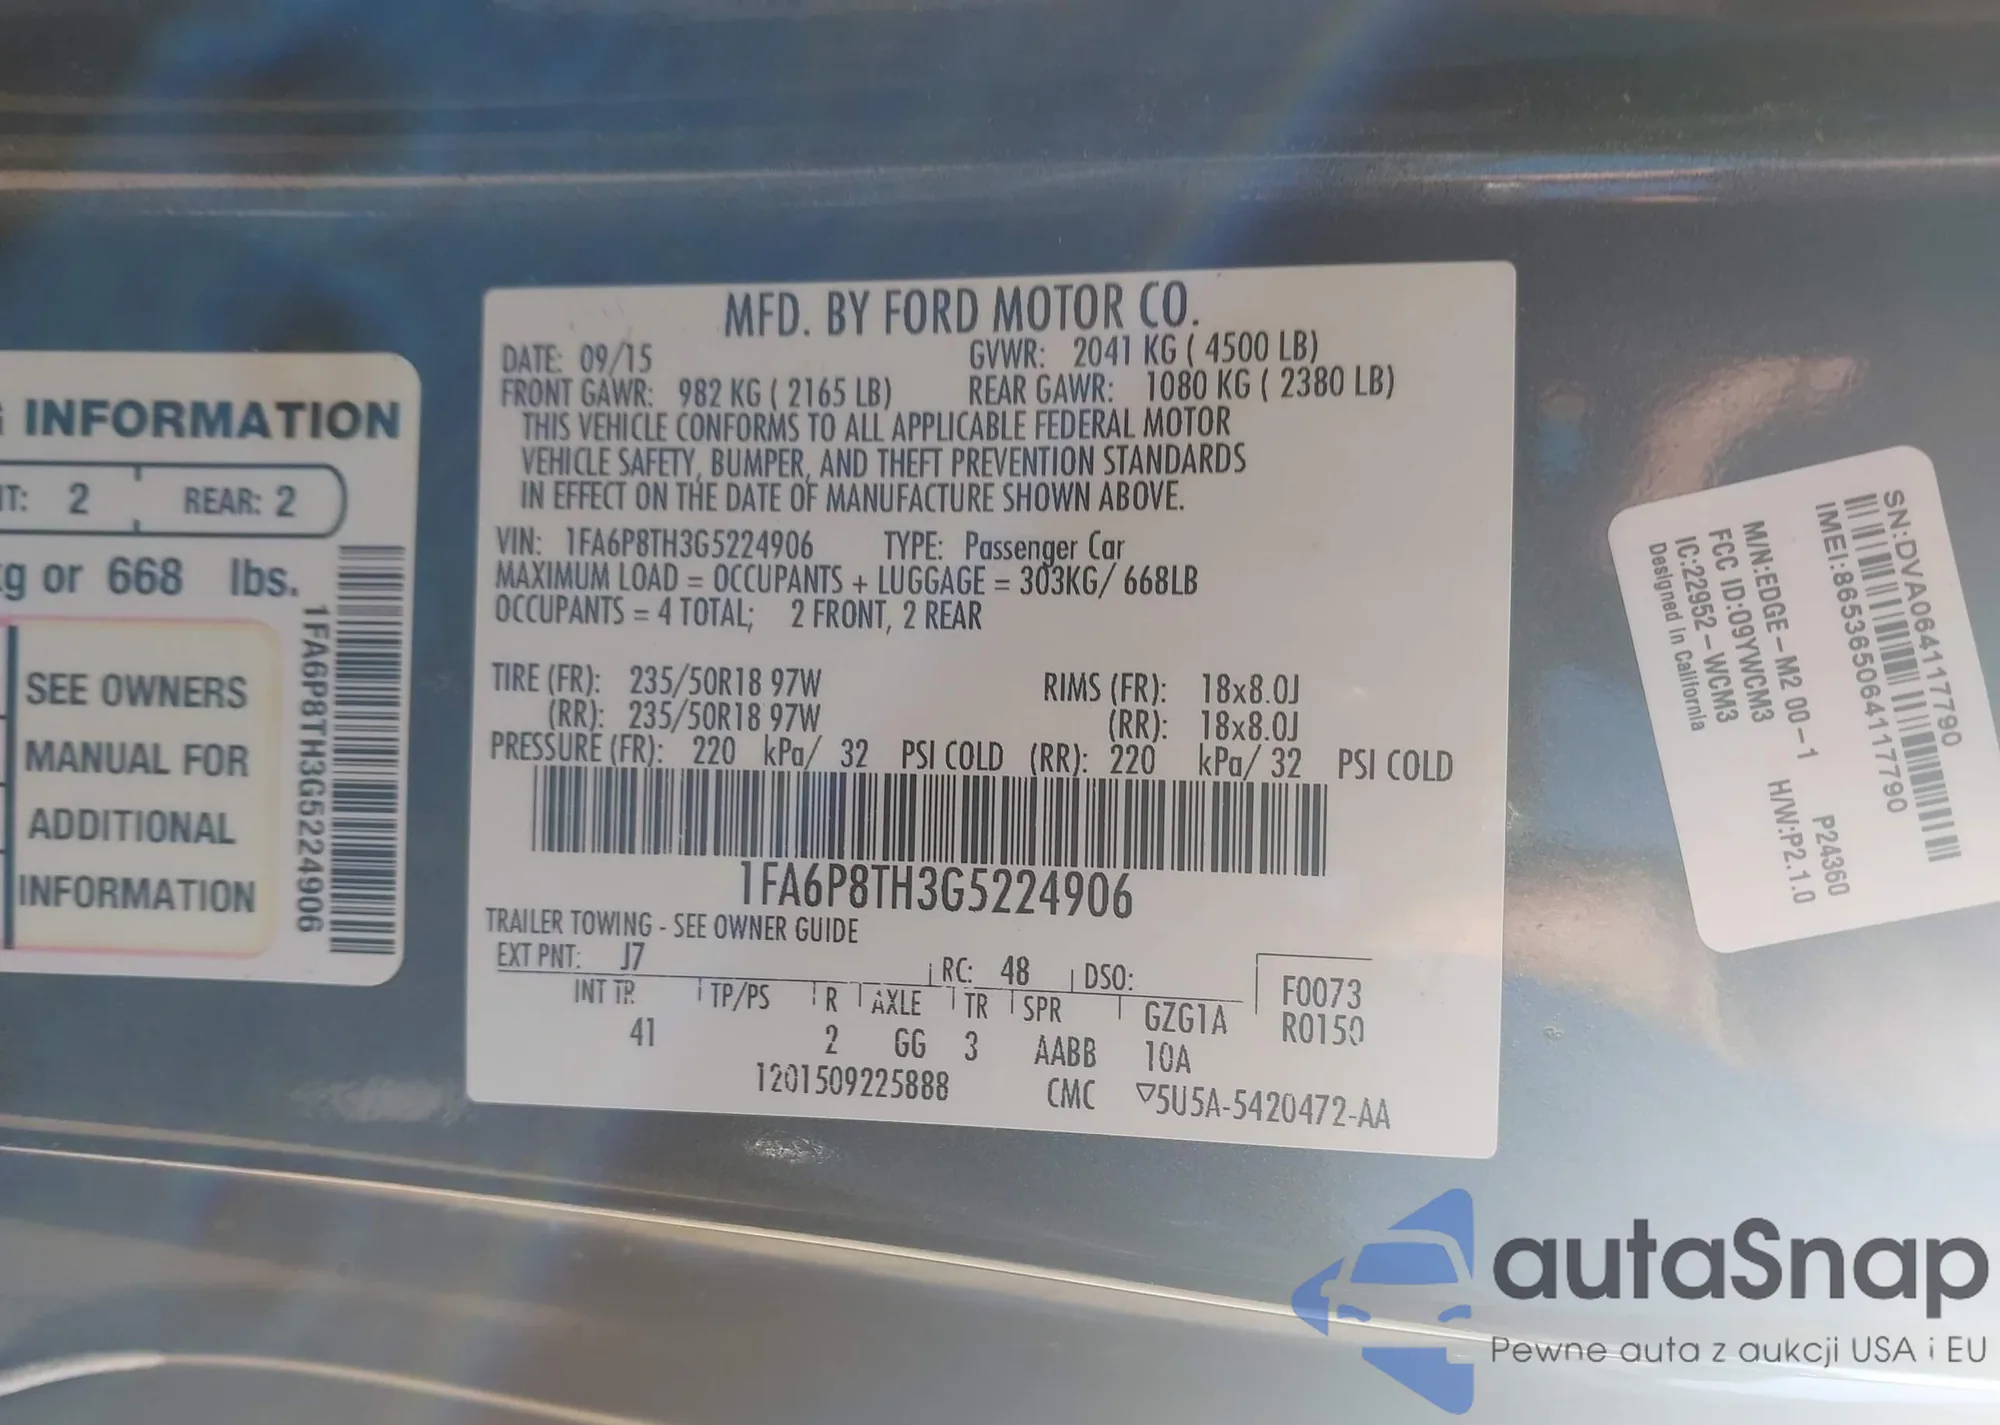 INFORMATION
2 REAR: 2
or 668 lbs.
SEE OWNERS
MANUAL FOR
ADDITIONAL
INFORMATION
1FA6P8TH3G5224906
MFD. BY FORD MOTOR CO.
DATE: 09/15 GVWR: 2041 KG ( 4500 LB)
FRONT GAWR: 982 KG ( 2165 LB) REAR GAWR: 1080 KG ( 2380 LB)
THIS VEHICLE CONFORMS TO ALL APPLICABLE FEDERAL MOTOR
VEHICLE SAFETY, BUMPER, AND THEFT PREVENTION STANDARDS
IN EFFECT ON THE DATE OF MANUFACTURE SHOWN ABOVE.
VIN: 1FA6P8TH3G5224906 TYPE: Passenger Car
MAXIMUM LOAD = OCCUPANTS + LUGGAGE = 303KG/ 668LB
OCCUPANTS = 4 TOTAL; 2 FRONT, 2 REAR
TIRE (FR): 235/50R18 97W RIMS (FR): 18x8.0J
(RR): 235/50R18 97W (RR): 18x8.0J
PRESSURE (FR): 220 kPa/ 32 PSI COLD (RR): 220 kPa/ 32 PSI COLD
1FA6P8TH3G5224906
TRAILER TOWING - SEE OWNER GUIDE
EXT PNT: J7 RC: 48 DSO: F0073
INT TR TP/PS R AXLE TR SPR GZG1A R0150
41 2 GG 3 AABB 10A
1201509225888 CMC ▽5U5A-5420472-AA
SN:DVA064117790
IMEI:865365064117790
M/N:EDGE-M2 00-1 P24360
FCC ID:09YWCM3 H/W:P2.1.0
IC:22952-WCM3
Designed in California
autaSnap
Pewne auta z aukcji USA i EU